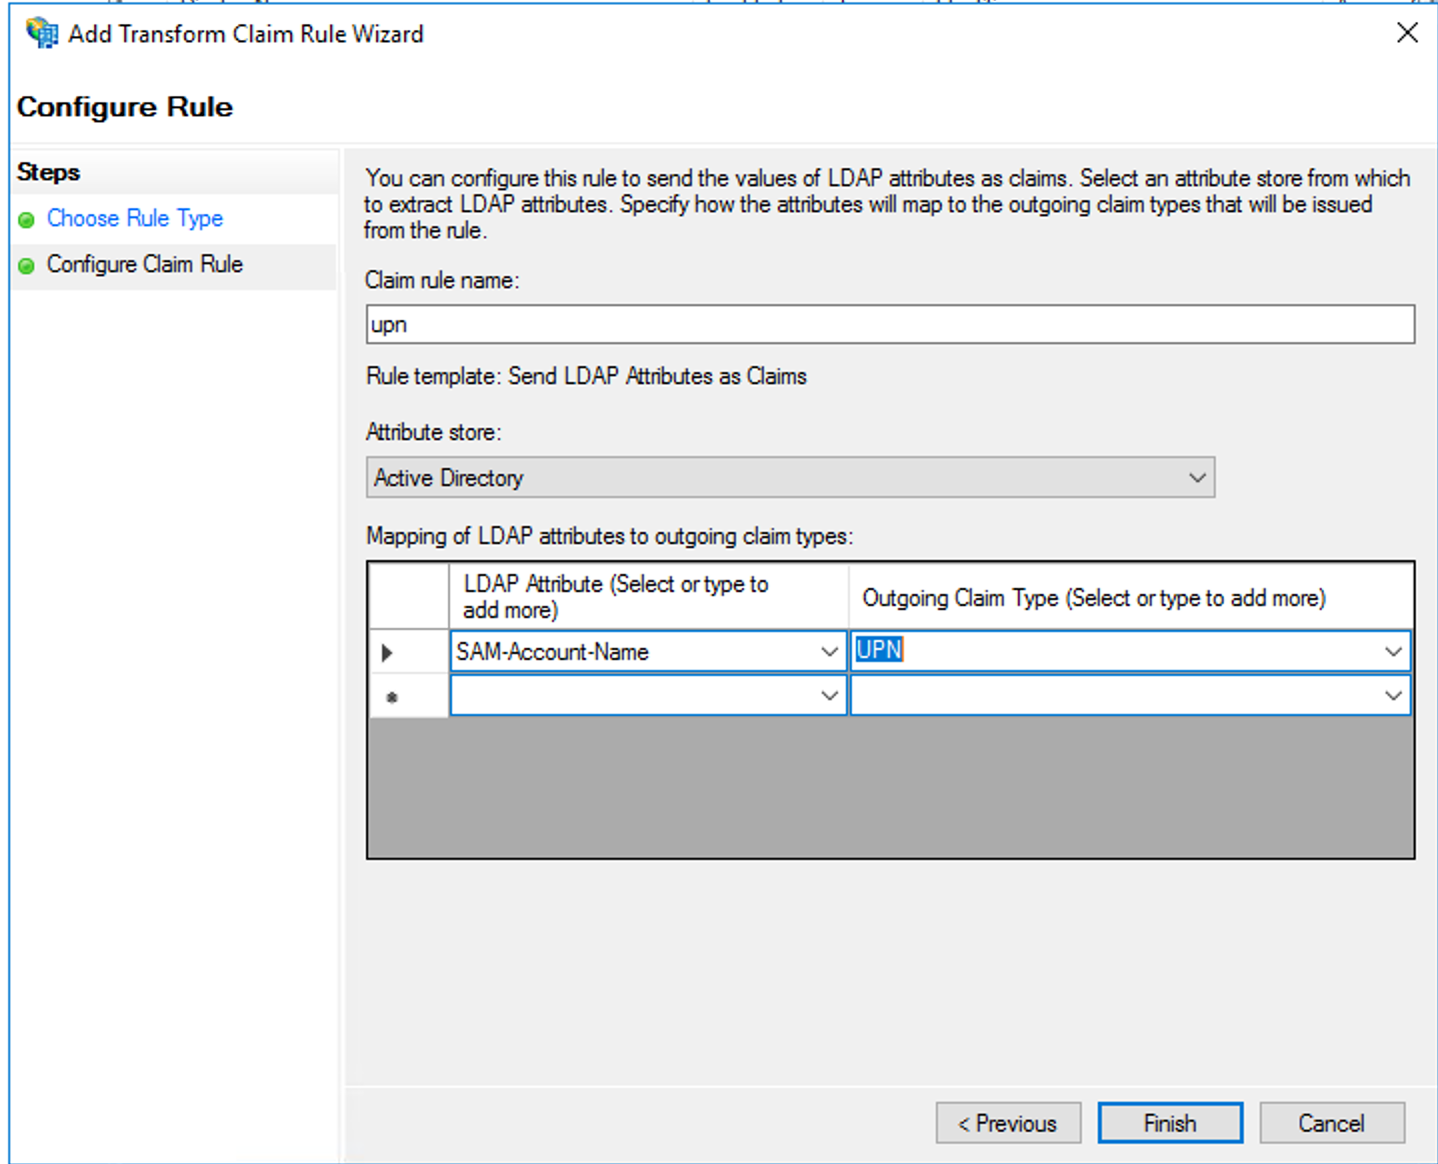 Add Transform Claim Rule Wizard
Configure Rule
Steps
Choose Rule Type
Configure Claim Rule
You can configure this rule to send the values of LDAP attributes as claims. Select an attribute store from which
to extract LDAP attributes. Specify how the attributes will map to the outgoing claim types that will be issued
from the rule.
Claim rule name:
upn
Rule template: Send LDAP Attributes as Claims
Attribute store:
Active Directory
Mapping of LDAP attributes to outgoing claim types:
LDAP Attribute (Select or type to
add more)
Outgoing Claim Type (Select or type to add more)
SAM-Account-Name
UPN
< Previous
Finish
Cancel